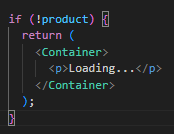 if (!product) {
  return (
    <Container>
      <p>Loading...</p>
    </Container>
  );
}